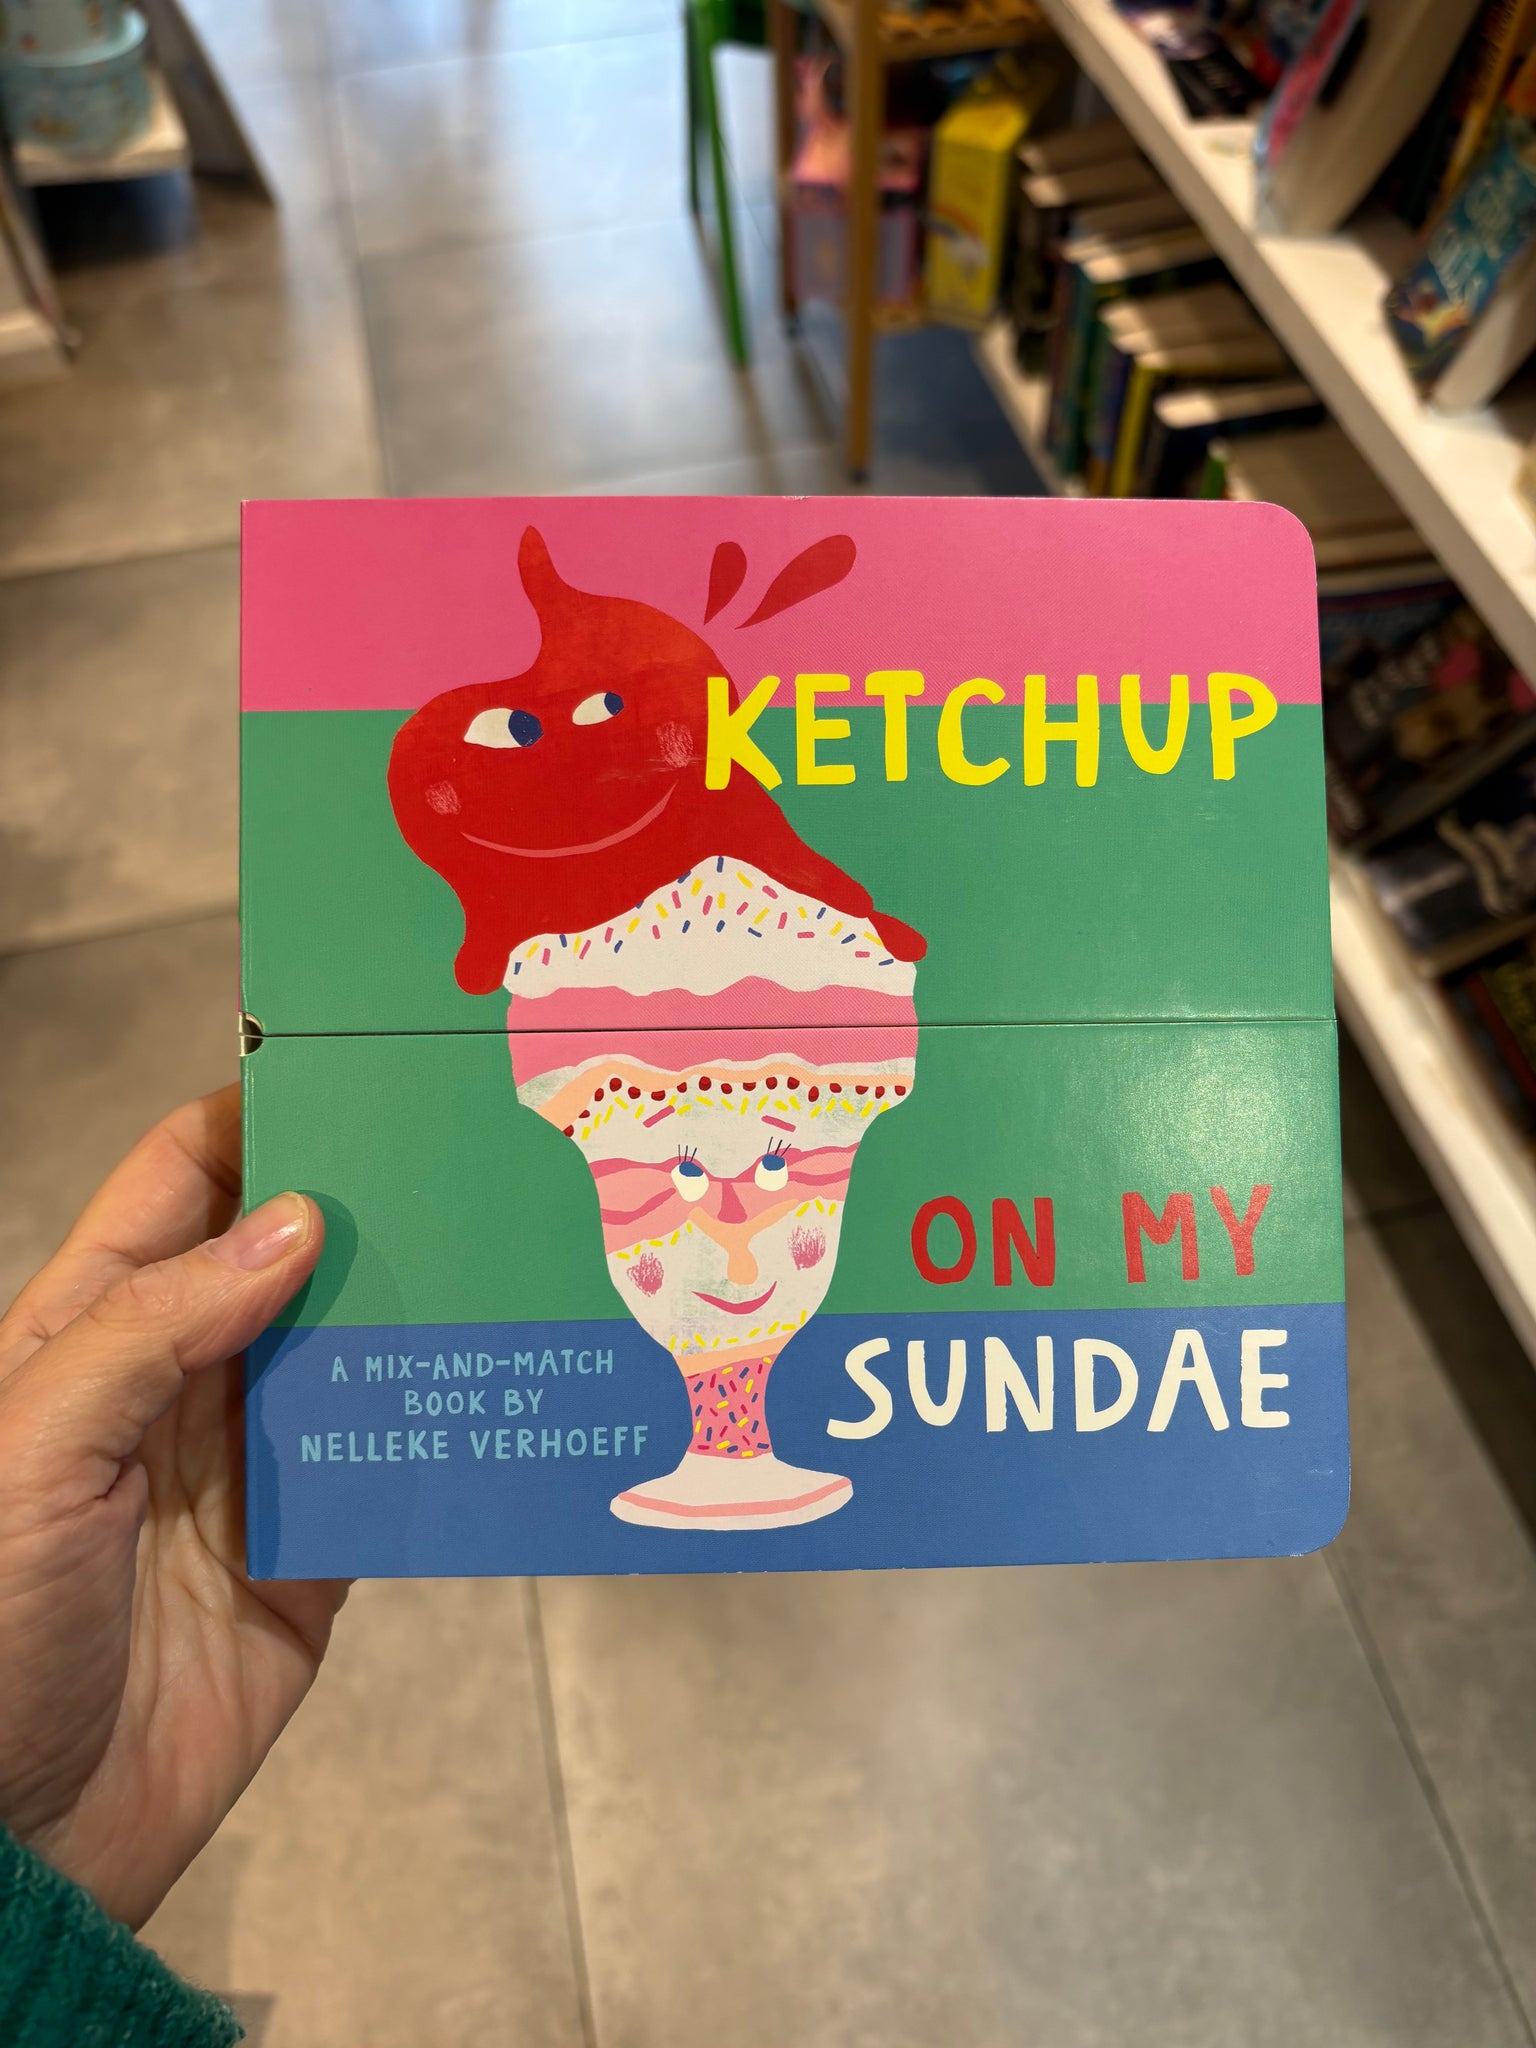 KETCHUP
ON MY
SUNDAE
A MIX-AND-MATCH
BOOK BY
NELLEKE VERHOEFF